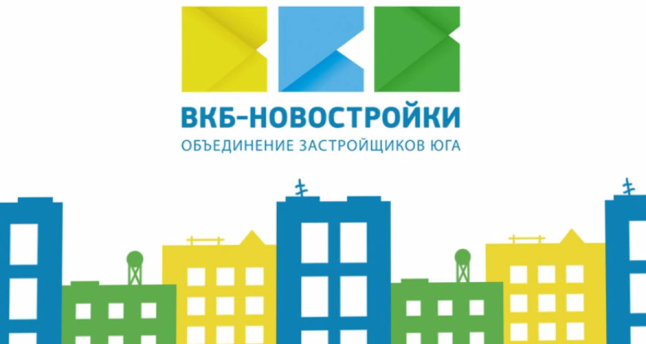 ВКБ-НОВОСТРОЙКИ
ОБЪЕДИНЕНИЕ ЗАСТРОЙЩИКОВ ЮГА